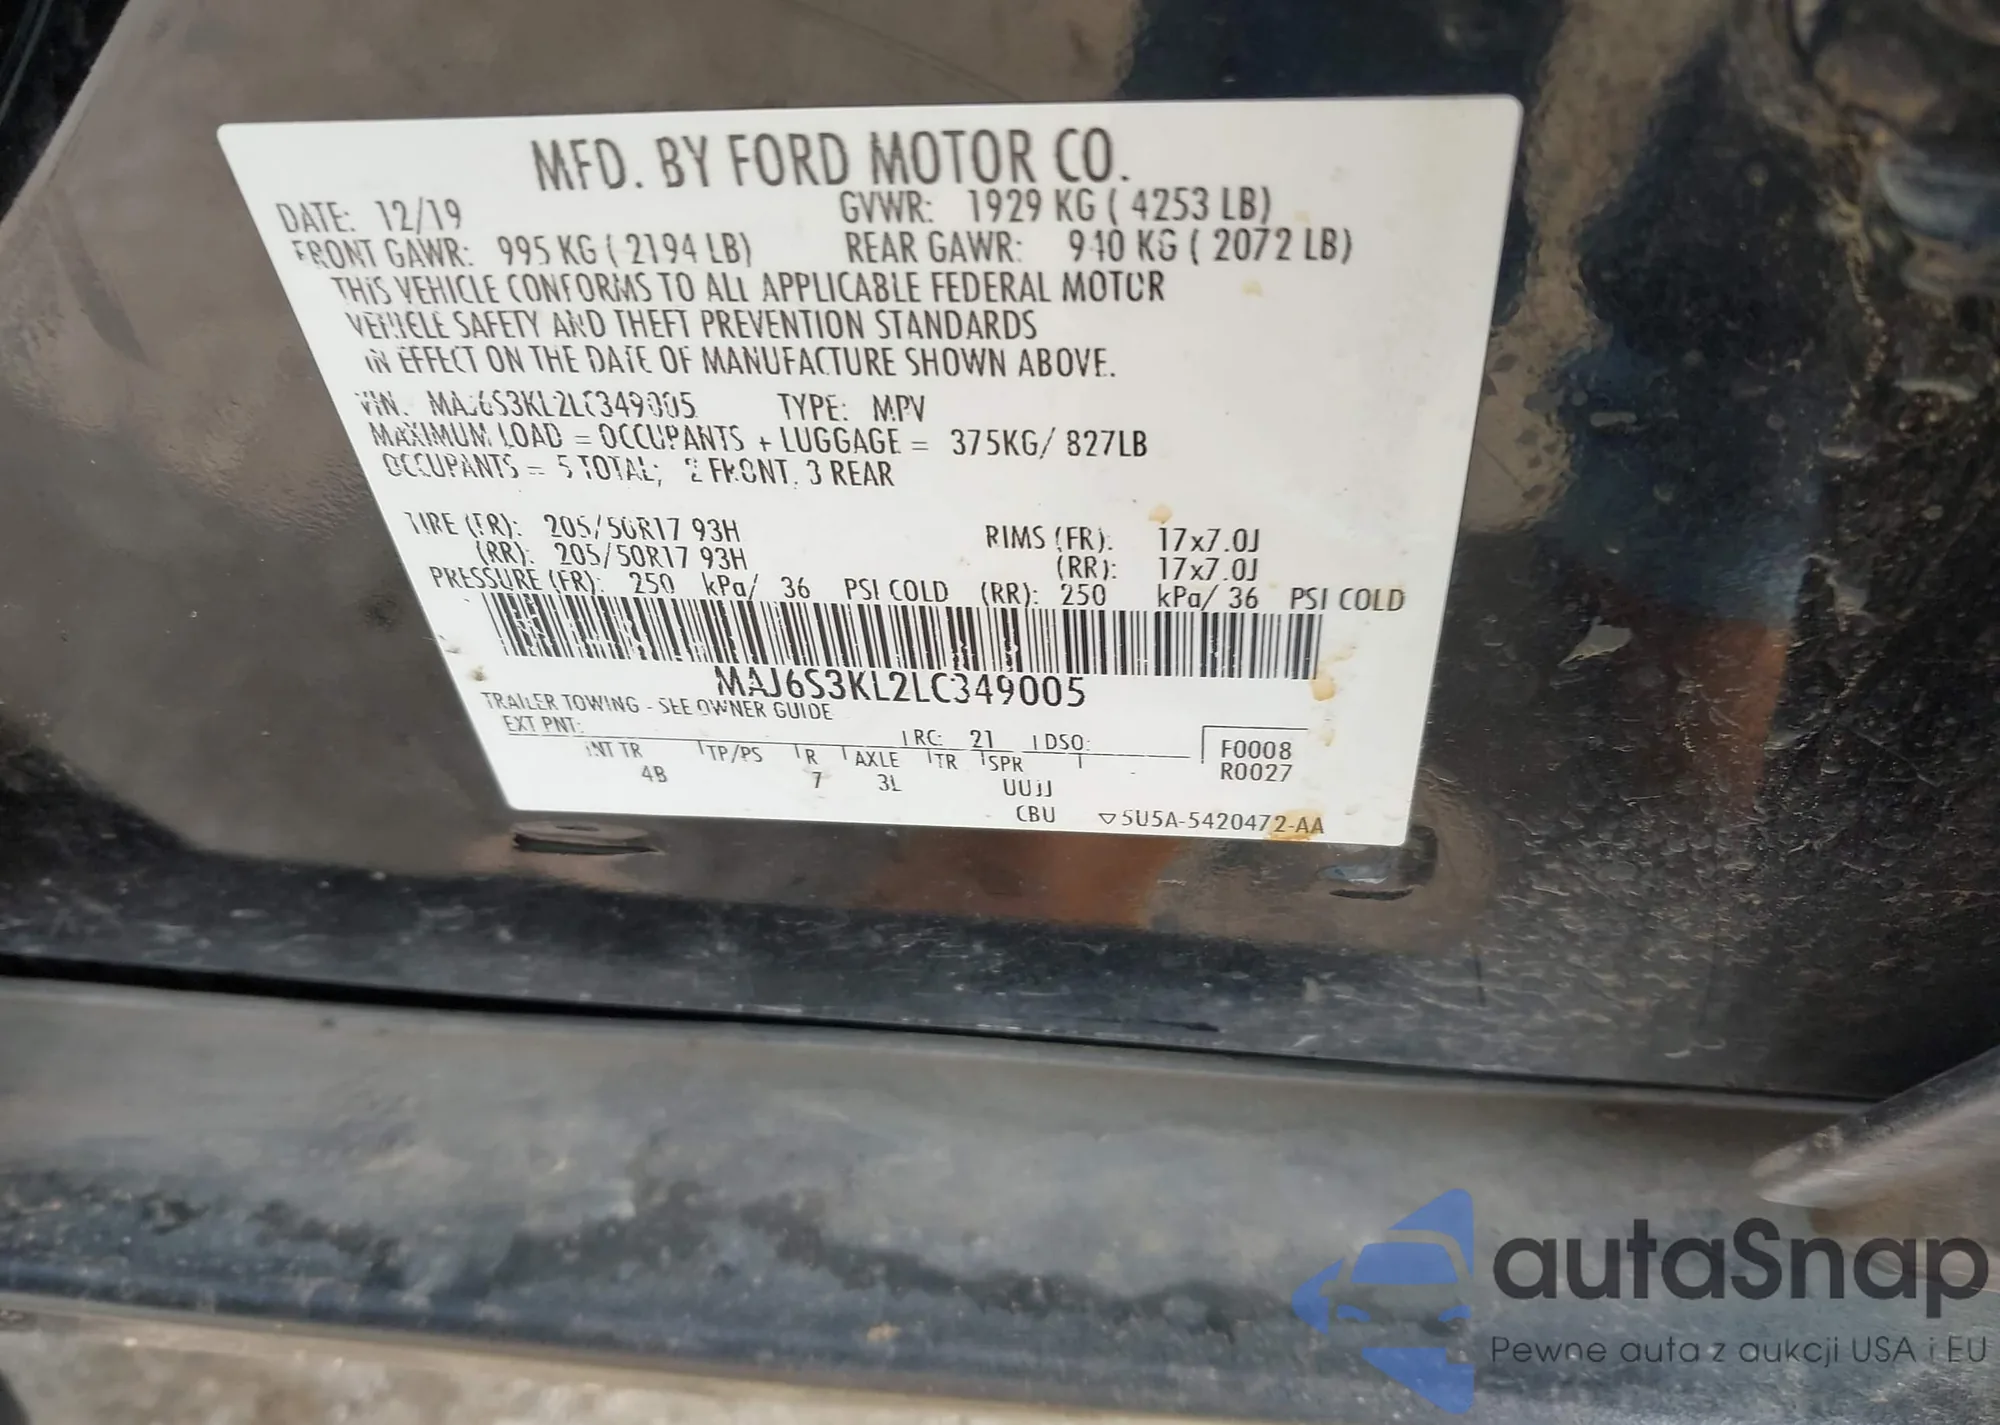 MFD. BY FORD MOTOR CO.
DATE: 12/19 GVWR: 1929 KG ( 4253 LB)
FRONT GAWR: 995 KG ( 2194 LB) REAR GAWR: 940 KG ( 2072 LB)
THIS VEHICLE CONFORMS TO ALL APPLICABLE FEDERAL MOTOR
VEHICLE SAFETY AND THEFT PREVENTION STANDARDS
IN EFFECT ON THE DATE OF MANUFACTURE SHOWN ABOVE.
VIN: MAJ6S3KL2LC349005 TYPE: MPV
MAXIMUM LOAD = OCCUPANTS + LUGGAGE = 375KG/ 827LB
OCCUPANTS = 5 TOTAL; 2 FRONT, 3 REAR
TIRE (FR): 205/50R17 93H RIMS (FR): 17x7.0J
(RR): 205/50R17 93H (RR): 17x7.0J
PRESSURE (FR): 250 kPa/ 36 PSI COLD (RR): 250 kPa/ 36 PSI COLD
MAJ6S3KL2LC349005
TRAILER TOWING - SEE OWNER GUIDE
EXT PNT: RC: 21 DSO: F0008
INT TR TP/PS R AXLE TR SPR R0027
4B 7 3L UUJJ
CBU ▽5U5A-5420472-AA
autaSnap
Pewne auta z aukcji USA i EU